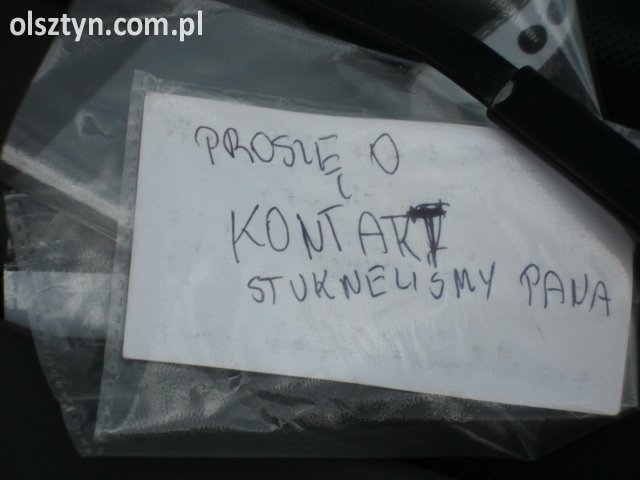 olsztyn.com.pl
PROSZĘ O
KONTAKT
STUKNELISMY PANA